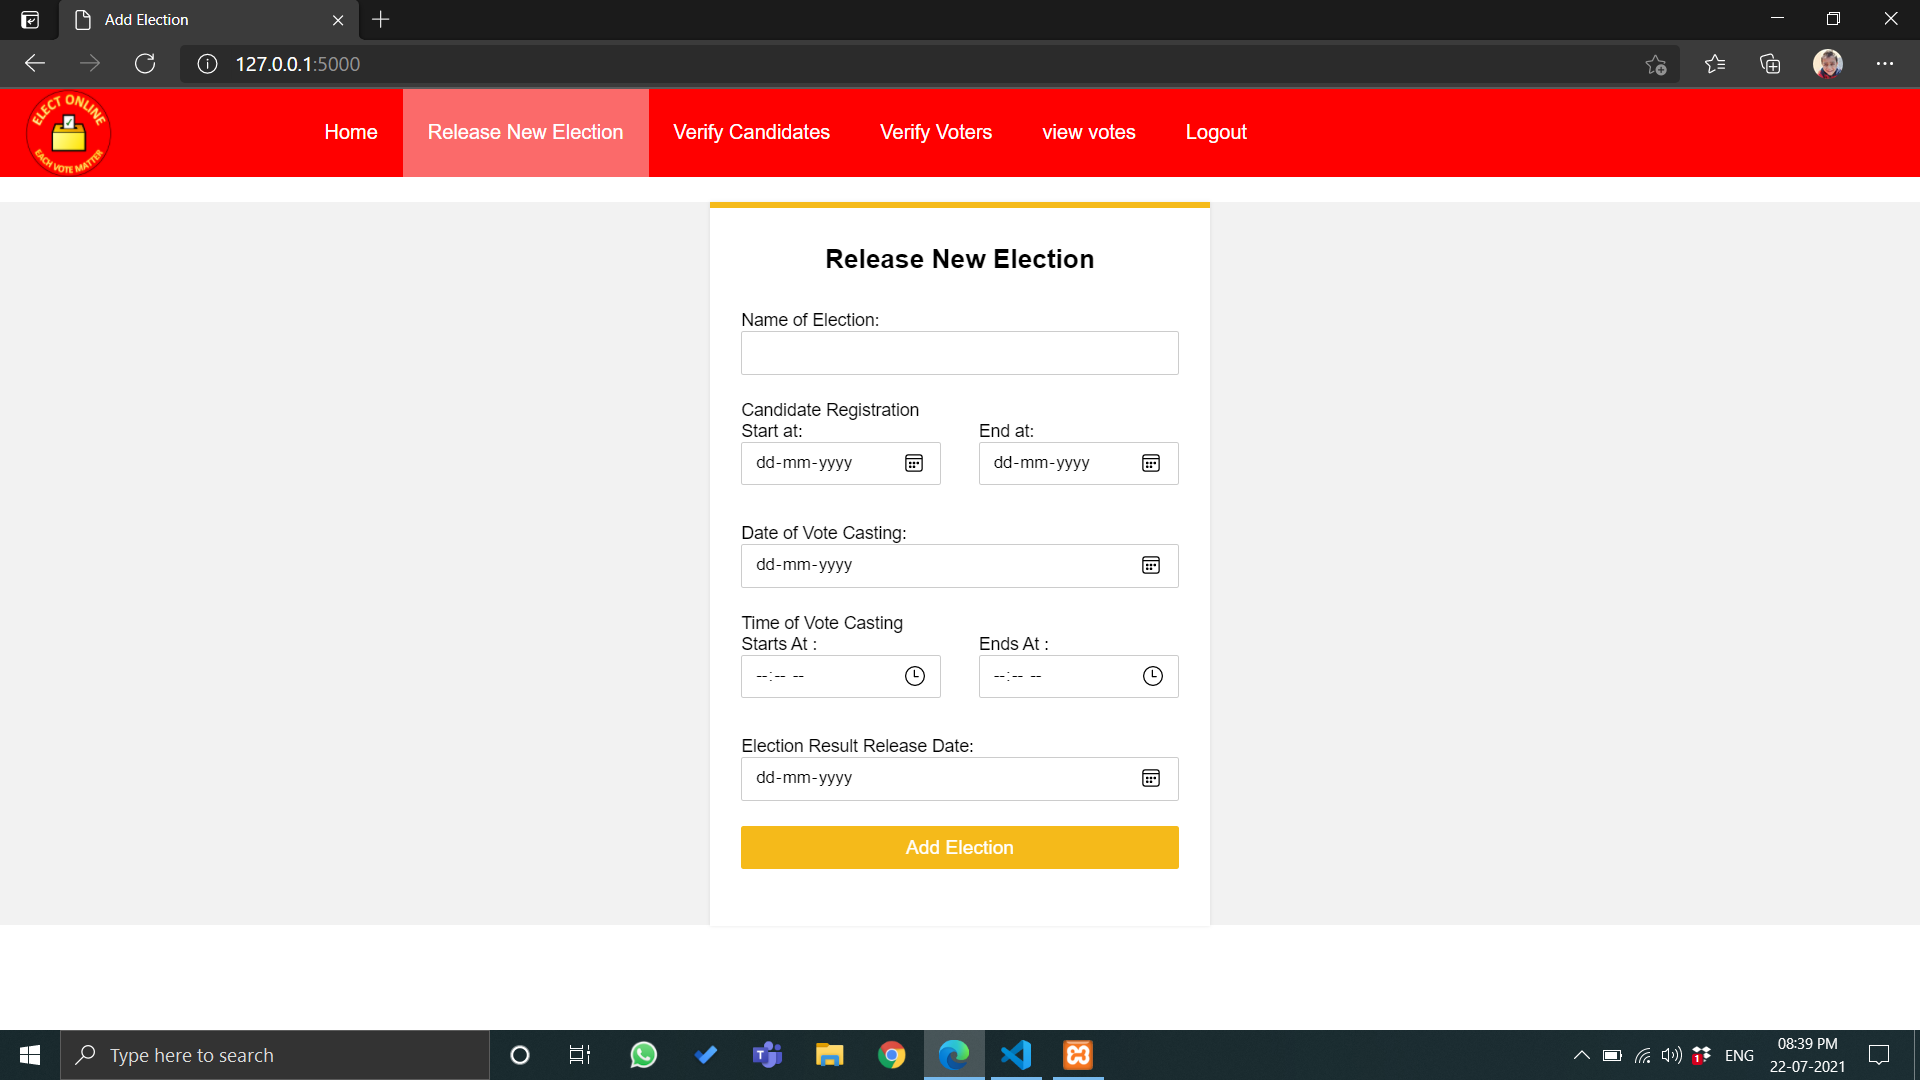 Add Election
127.0.0.1:5000
ELECT ONLINE
EACH VOTE MATTER
Home
Release New Election
Verify Candidates
Verify Voters
view votes
Logout
Release New Election
Name of Election:
Candidate Registration
Start at: End at:
dd-mm-yyyy dd-mm-yyyy
Date of Vote Casting:
dd-mm-yyyy
Time of Vote Casting
Starts At : Ends At :
--:-- -- --:-- --
Election Result Release Date:
dd-mm-yyyy
Add Election
Type here to search
1
ENG
08:39 PM
22-07-2021